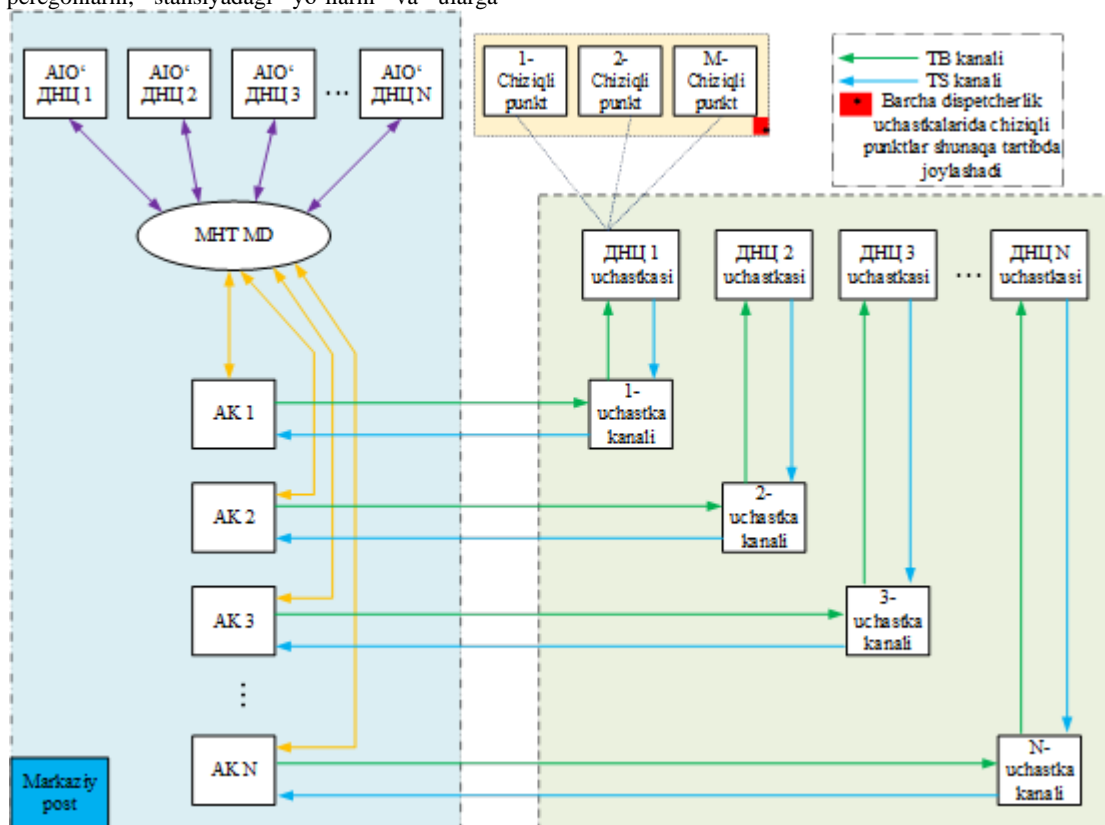 peregonlarni, stansiyadagi yo'llarni va ularga
AIO‘
ДНЦ 1
AIO‘
ДНЦ 2
AIO‘
ДНЦ 3
...
AIO‘
ДНЦ N
1-
Chiziqli
punkt
2-
Chiziqli
punkt
M-
Chiziqli
punkt
TB kanali
TS kanali
Barcha dispetcherlik
uchastkalarida chiziqli
punktlar shunaqa tartibda
joylashadi
MHT MD
ДНЦ 1
uchastkasi
ДНЦ 2
uchastkasi
ДНЦ 3
uchastkasi
...
ДНЦ N
uchastkasi
AK 1
1-
uchastka
kanali
AK 2
2-
uchastka
kanali
AK 3
3-
uchastka
kanali
...
AK N
N-
uchastka
kanali
Markaziy
post